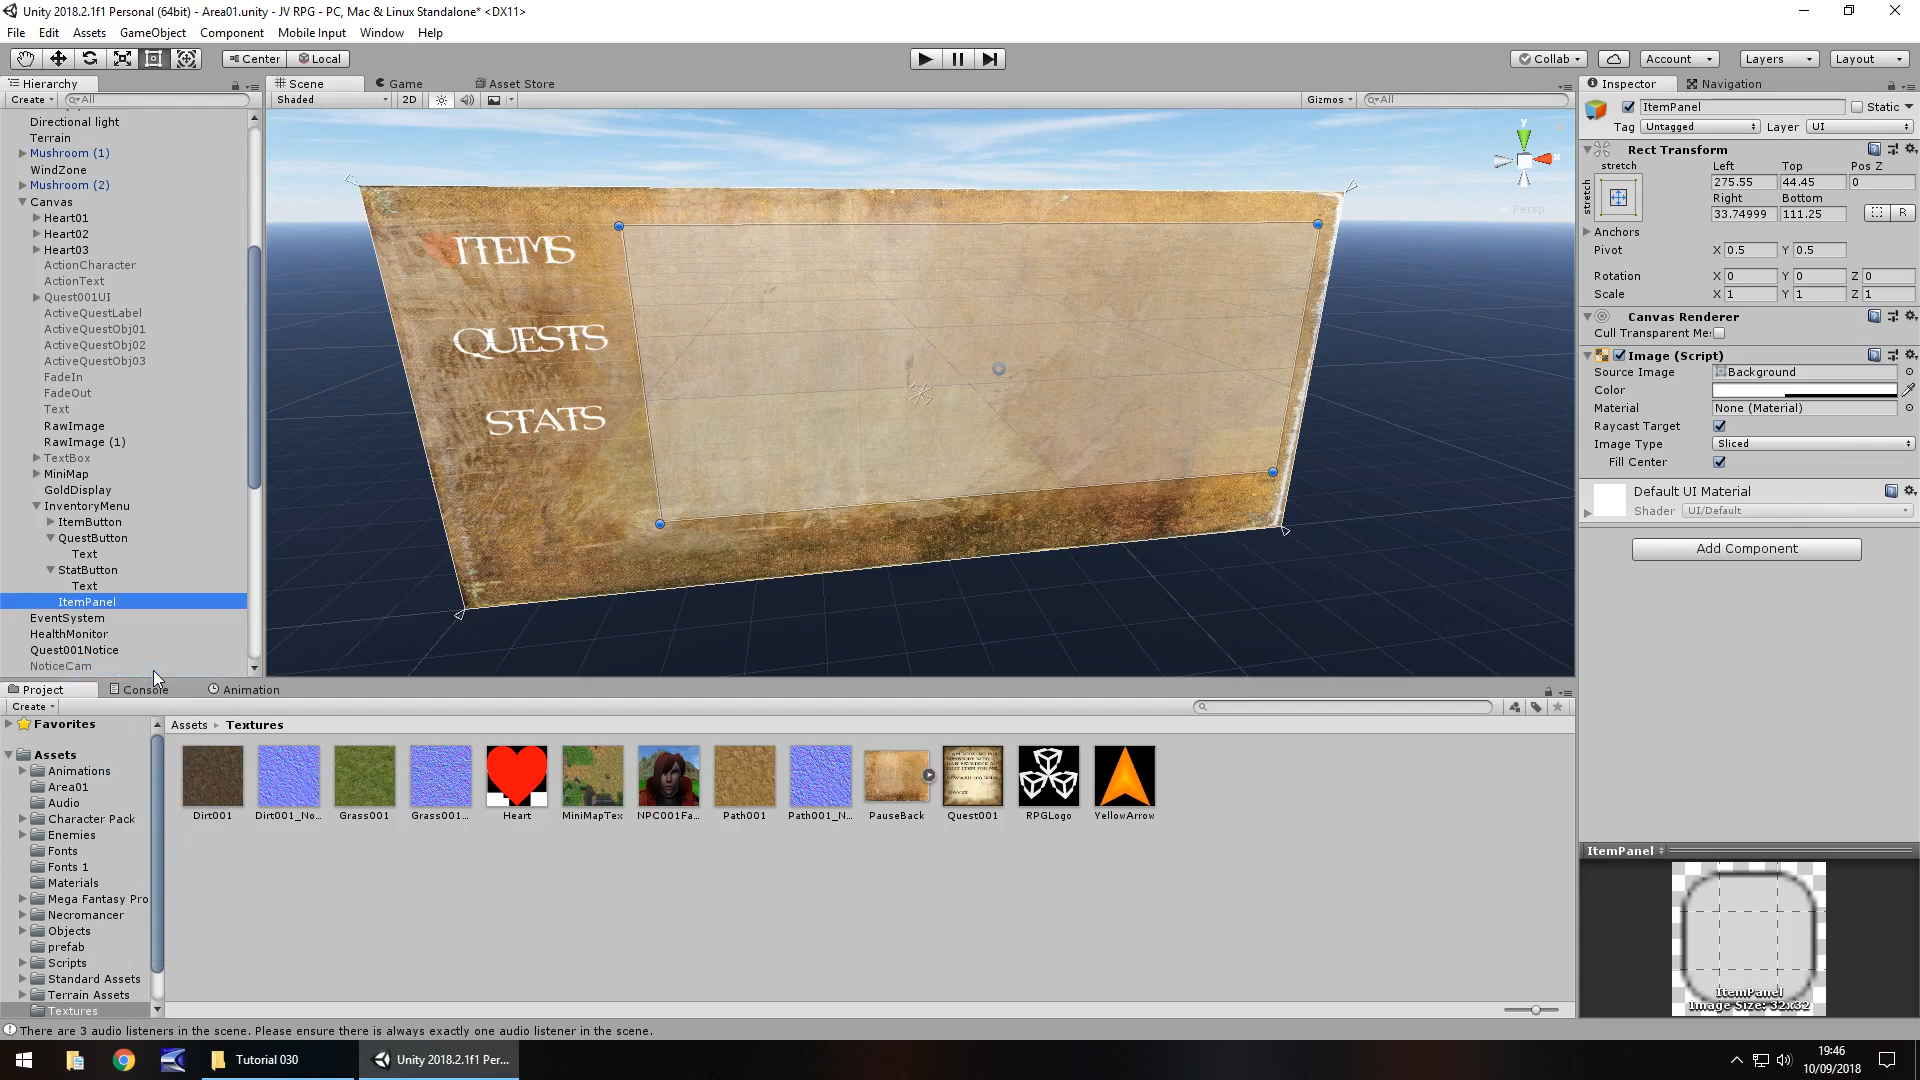 Unity 2018.2.1f1 Personal (64bit) - Area01.unity - JV RPG - PC, Mac & Linux Standalone* <DX11>
File Edit Assets GameObject Component Mobile Input Window Help
Center Local Collab Account Layers Layout
Hierarchy Scene Game Asset Store Inspector Navigation
Create All Shaded 2D Gizmos All
ItemPanel Static
Tag Untagged Layer UI
Directional light
Terrain
Mushroom (1)
WindZone
Mushroom (2)
Canvas
Heart01
Heart02
Heart03
ActionCharacter
ActionText
Quest001UI
ActiveQuestLabel
ActiveQuestObj01
ActiveQuestObj02
ActiveQuestObj03
FadeIn
FadeOut
Text
RawImage
RawImage (1)
TextBox
MiniMap
GoldDisplay
InventoryMenu
ItemButton
QuestButton
Text
StatButton
Text
ItemPanel
EventSystem
HealthMonitor
Quest001Notice
NoticeCam
y
x
Persp
ITEMS
QUESTS
STATS
Rect Transform
stretch Left Top Pos Z
stretch 275.55 44.45 0
Right Bottom
33.74999 111.25 R
Anchors
Pivot X 0.5 Y 0.5
Rotation X 0 Y 0 Z 0
Scale X 1 Y 1 Z 1
Canvas Renderer
Cull Transparent Me
Image (Script)
Source Image Background
Color
Material None (Material)
Raycast Target
Image Type Sliced
Fill Center
Default UI Material
Shader UI/Default
Add Component
Project Console Animation
Create
Favorites
Assets
Animations
Area01
Audio
Character Pack
Enemies
Fonts
Fonts 1
Materials
Mega Fantasy Pro
Necromancer
Objects
prefab
Scripts
Standard Assets
Terrain Assets
Textures
Assets Textures
Dirt001 Dirt001_No... Grass001 Grass001... Heart MiniMapTex NPC001Fa... Path001 Path001_N... PauseBack Quest001 RPGLogo YellowArrow
ItemPanel
ItemPanel
Image Size: 32x32
There are 3 audio listeners in the scene. Please ensure there is always exactly one audio listener in the scene.
Tutorial 030 Unity 2018.2.1f1 Per...
19:46
10/09/2018